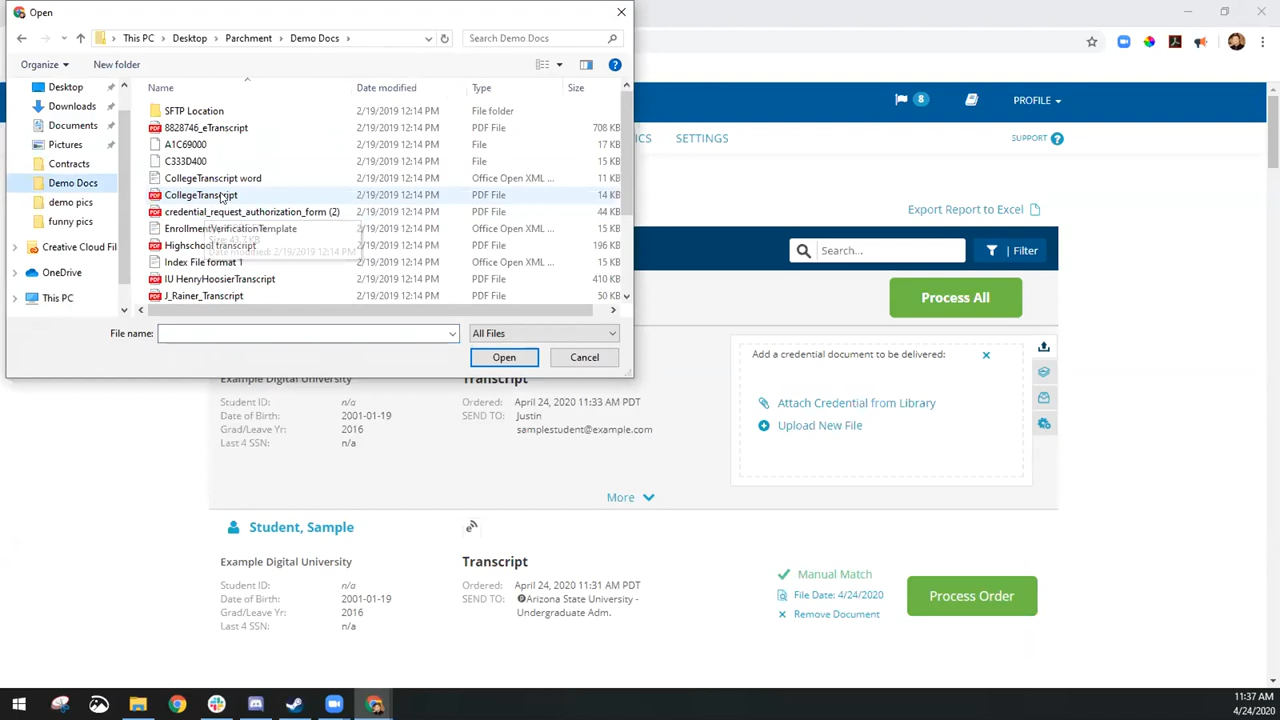 Open
This PC > Desktop > Parchment > Demo Docs >
Search Demo Docs
Organize
New folder
?
Name
Date modified
Type
Size
Desktop
Downloads
Documents
Pictures
Contracts
Demo Docs
demo pics
funny pics
Creative Cloud Fil
OneDrive
This PC
SFTP Location 2/19/2019 12:14 PM File folder
8828746_eTranscript 2/19/2019 12:14 PM PDF File 708 KB
A1C69000 2/19/2019 12:14 PM File 17 KB
C333D400 2/19/2019 12:14 PM File 15 KB
CollegeTranscript word 2/19/2019 12:14 PM Office Open XML ... 11 KB
CollegeTranscript 2/19/2019 12:14 PM PDF File 14 KB
credential_request_authorization_form (2) 2/19/2019 12:14 PM PDF File 44 KB
EnrollmentVerificationTemplate 2/19/2019 12:14 PM Office Open XML ... 15 KB
Size: 43.7 KB
Highschool transcript 2/19/2019 12:14 PM PDF File 196 KB
Date modified: 2/19/2019 12:14 PM
Index File format 1 2/19/2019 12:14 PM Office Open XML ... 15 KB
IU HenryHoosierTranscript 2/19/2019 12:14 PM PDF File 410 KB
J_Rainer_Transcript 2/19/2019 12:14 PM PDF File 50 KB
File name:
All Files
Open
Cancel
8
PROFILE
ICS
SETTINGS
SUPPORT ?
Export Report to Excel
Search...
| Filter
Process All
Transcript
Student ID: n/a
Date of Birth: 2001-01-19
Grad/Leave Yr: 2016
Last 4 SSN: n/a
Ordered: April 24, 2020 11:33 AM PDT
SEND TO: Justin
samplestudent@example.com
Add a credential document to be delivered:
Attach Credential from Library
Upload New File
More
Student, Sample
Example Digital University
Student ID: n/a
Date of Birth: 2001-01-19
Grad/Leave Yr: 2016
Last 4 SSN: n/a
Transcript
Ordered: April 24, 2020 11:31 AM PDT
SEND TO: Arizona State University -
Undergraduate Adm.
Manual Match
File Date: 4/24/2020
Remove Document
Process Order
11:37 AM
4/24/2020